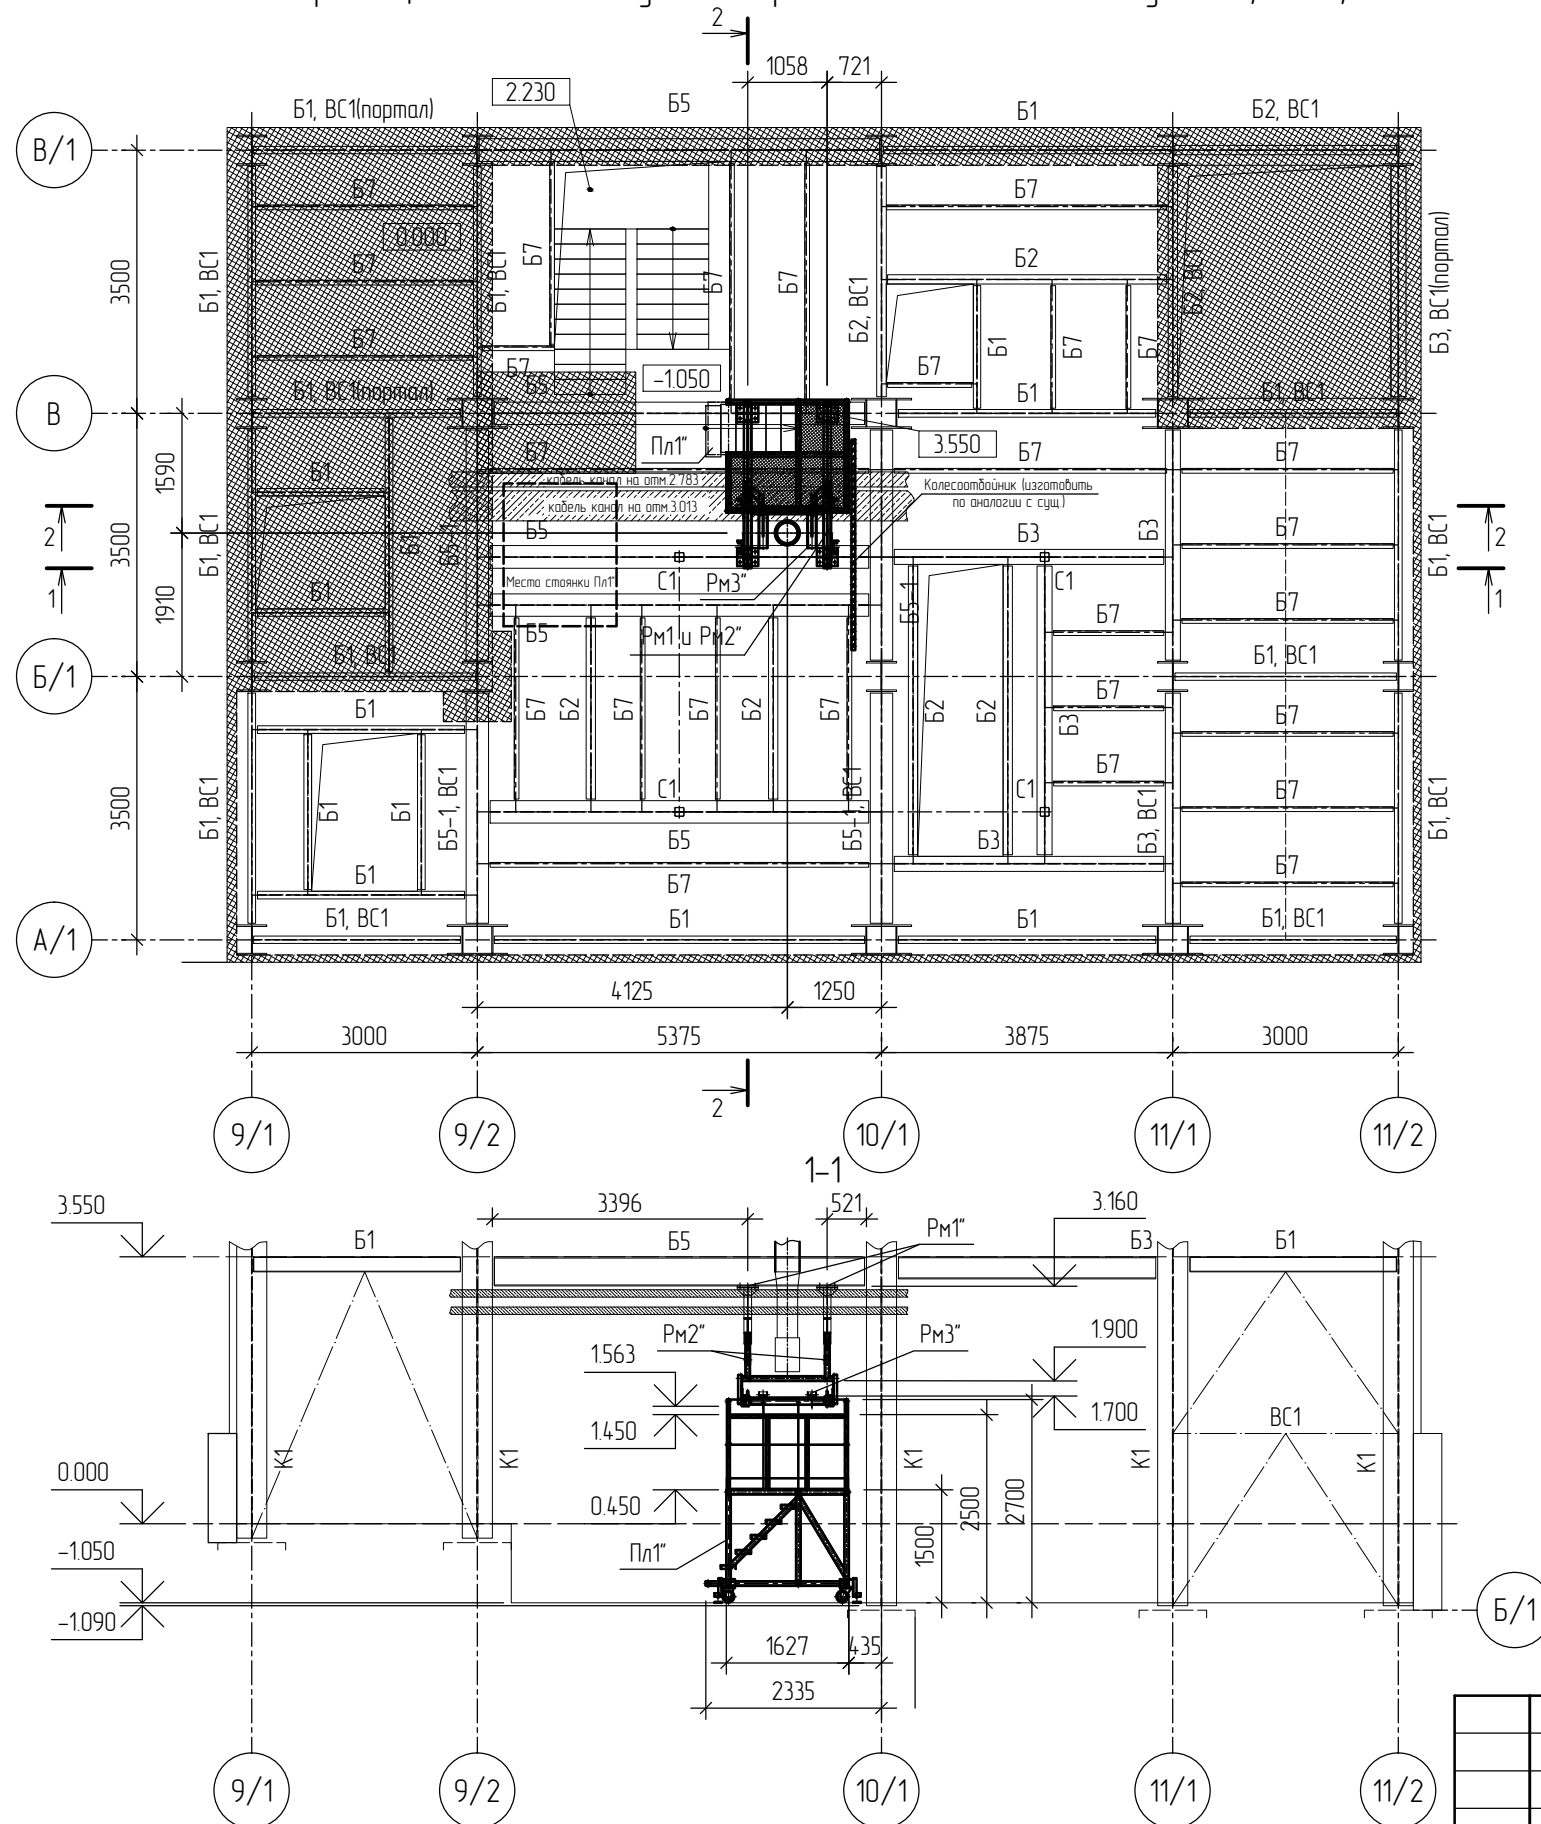 2
1058 721
2.230
Б1, ВС1(портал) Б5 Б1 Б2, ВС1
В/1
Б7 Б7
0.000
3500 Б1, ВС1 Б7 Б1, ВС1 Б7 Б7 Б7 Б2, ВС1 Б2 Б2, ВС1 Б3, ВС1(портал)
Б7 Б7 Б7 Б1 Б7 Б7
Б1, ВС1(портал) Б5 -1.050 Б1 Б1, ВС1
В
Пл1" 3.550
1590 Б1 Б7 Б7 Б7
кабель канал на отм.2.783
Колесоотбойник (изготовить
по аналогии с сущ.)
кабель канал на отм.3.013
2 3500 Б1, ВС1 Б1 Б5-1 Б5 Б3 Б3 Б7 Б1, ВС1 2
Место стоянки Пл1"
1 1910 Б1 С1 Рм3" Б5-1 С1 Б7 1
Б5 Рм1 и Рм2" Б7
Б/1
Б1, ВС1 Б1, ВС1
Б1 Б7 Б2 Б7 Б7 Б2 Б7 Б2 Б2 Б7 Б3 Б7
3500 Б1, ВС1 Б1 Б1 Б5-1, ВС1 С1 Б5-1, ВС1 С1 Б7 Б3, ВС1 Б7 Б1, ВС1
Б1 Б5 Б3 Б7
Б7
А/1
Б1, ВС1 Б1 Б1 Б1, ВС1
4125 1250
3000 5375 3875 3000
2
9/1 9/2 10/1 11/1 11/2
1-1
3.550 3396 521 3.160
Б1 Б5 Рм1" Б3 Б1
1.563 Рм2" Рм3" 1.900
1.450 1.700
ВС1
0.000 К1 К1 К1 К1 К1
0.450 1500 2500 2700
-1.050 Пл1"
-1.090 Б/1
1627 435
2335
9/1 9/2 10/1 11/1 11/2